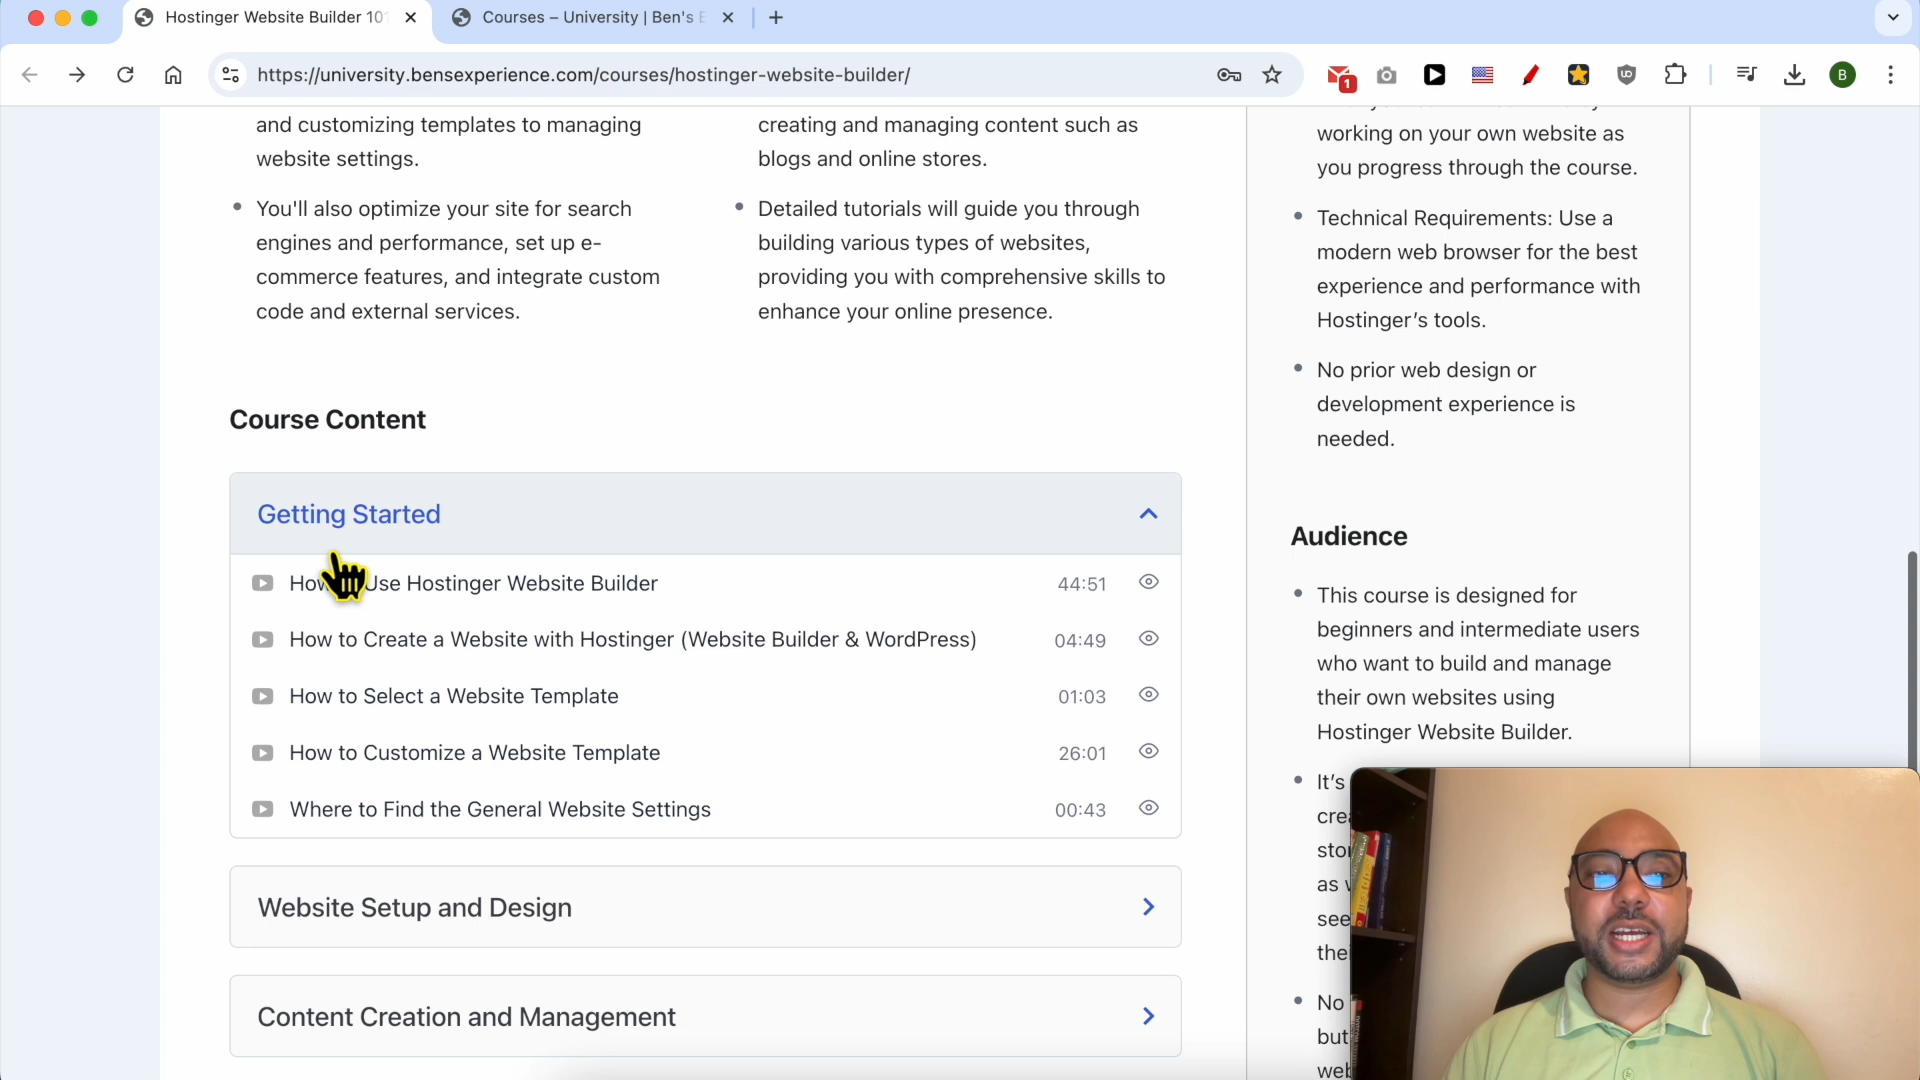 Hostinger Website Builder 10
Courses – University | Ben's
https://university.bensexperience.com/courses/hostinger-website-builder/
1
B
and customizing templates to managing
website settings.
You'll also optimize your site for search
engines and performance, set up e-
commerce features, and integrate custom
code and external services.
creating and managing content such as
blogs and online stores.
Detailed tutorials will guide you through
building various types of websites,
providing you with comprehensive skills to
enhance your online presence.
Course Content
Getting Started
Use Hostinger Website Builder 44:51
How to Create a Website with Hostinger (Website Builder & WordPress) 04:49
How to Select a Website Template 01:03
How to Customize a Website Template 26:01
Where to Find the General Website Settings 00:43
Website Setup and Design
Content Creation and Management
working on your own website as
you progress through the course.
Technical Requirements: Use a
modern web browser for the best
experience and performance with
Hostinger's tools.
No prior web design or
development experience is
needed.
Audience
This course is designed for
beginners and intermediate users
who want to build and manage
their own websites using
Hostinger Website Builder.
It's
No